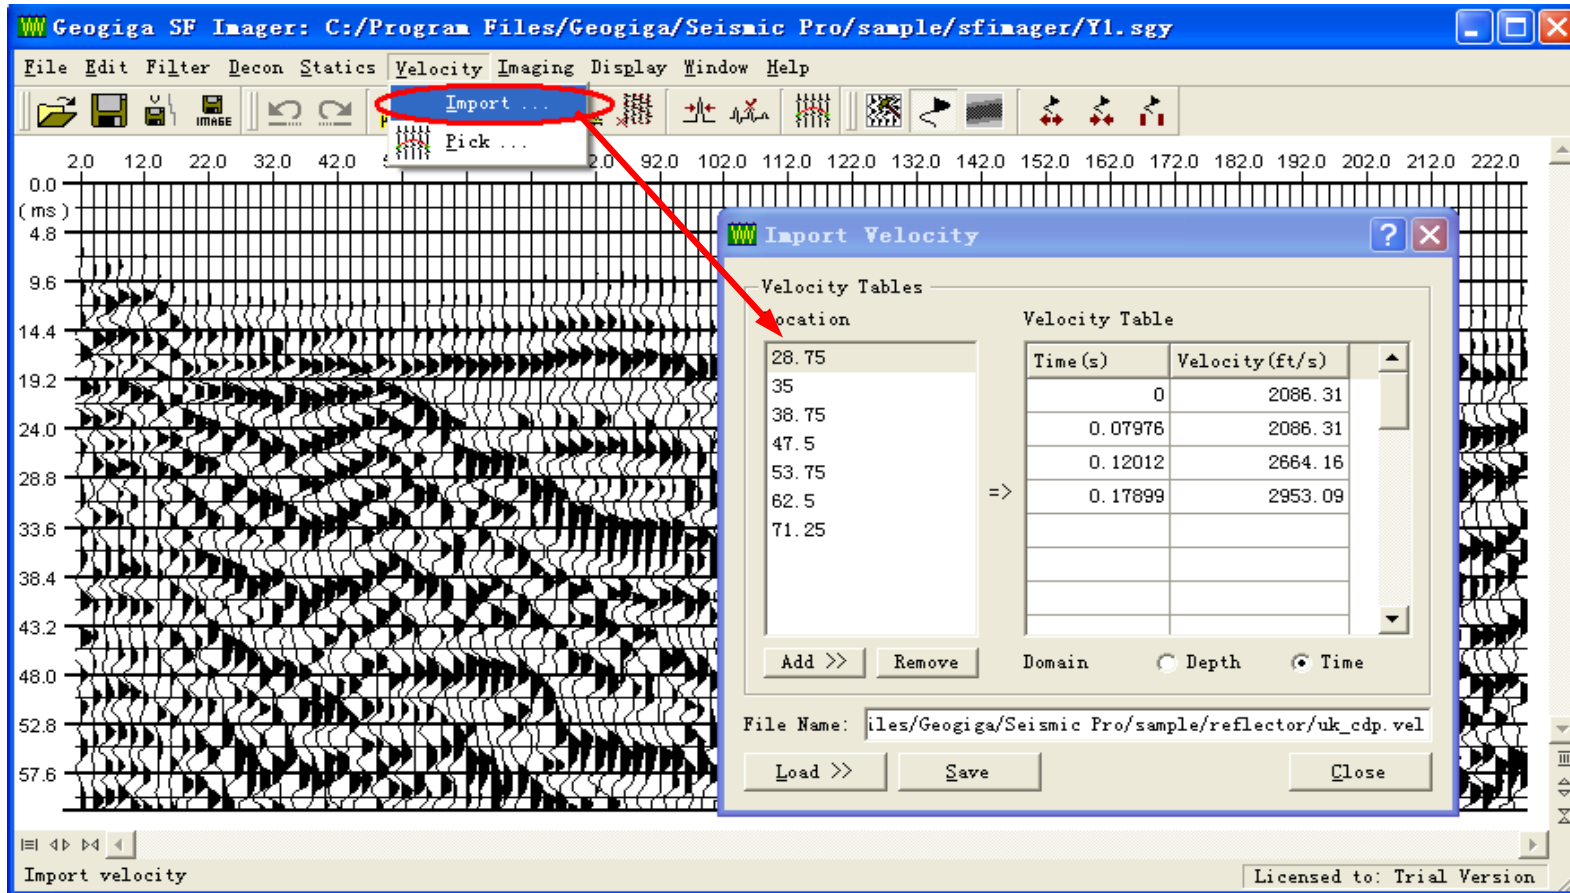 Geogiga SF Imager: C:/Program Files/Geogiga/Seismic Pro/sample/sfimager/Y1.sgy
File Edit Filter Decon Statics Velocity Imaging Display Window Help
IMAGE
Import ...
Pick ...
2.0 12.0 22.0 32.0 42.0 2.0 92.0 102.0 112.0 122.0 132.0 142.0 152.0 162.0 172.0 182.0 192.0 202.0 212.0 222.0
0.0
(ms)
4.8
9.6
14.4
19.2
24.0
28.8
33.6
38.4
43.2
48.0
52.8
57.6
Import Velocity
Velocity Tables
ocation Velocity Table
28.75
35
38.75
47.5
53.75
62.5
71.25
=>
Time(s) Velocity(ft/s)
0 2086.31
0.07976 2086.31
0.12012 2664.16
0.17899 2953.09
Add >> Remove Domain Depth Time
File Name: iles/Geogiga/Seismic Pro/sample/reflector/uk_cdp.vel
Load >> Save Close
Import velocity Licensed to: Trial Version